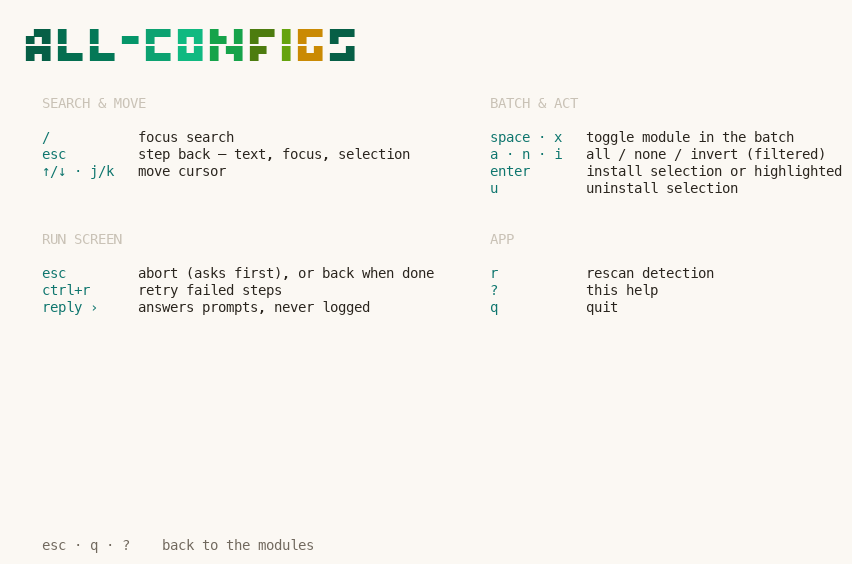 ALL-CONFIGS
SEARCH & MOVE
/ focus search
esc step back — text, focus, selection
↑/↓ · j/k move cursor
BATCH & ACT
space · x toggle module in the batch
a · n · i all / none / invert (filtered)
enter install selection or highlighted
u uninstall selection
RUN SCREEN
esc abort (asks first), or back when done
ctrl+r retry failed steps
reply › answers prompts, never logged
APP
r rescan detection
? this help
q quit
esc · q · ? back to the modules